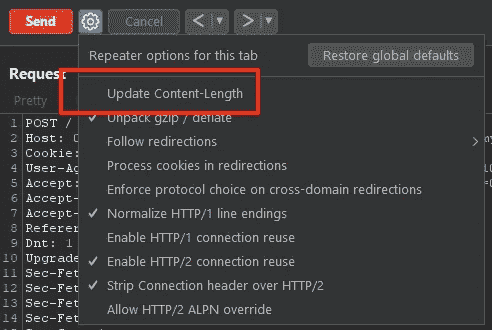 Send Cancel < >
Repeater options for this tab Restore global defaults
Request
Update Content-Length
Pretty
Unpack gzip / deflate
1 POST /
Follow redirections
2 Host:
Process cookies in redirections
3 Cookie:
4 User-Ag
Enforce protocol choice on cross-domain redirections
5 Accept:
6 Accept-
Normalize HTTP/1 line endings
7 Accept-
8 Referer
Enable HTTP/1 connection reuse
9 Dnt: 1
10 Upgrade
Enable HTTP/2 connection reuse
11 Sec-Fet
12 Sec-Fet
Strip Connection header over HTTP/2
13 Sec-Fet
14 Sec-Fet
Allow HTTP/2 ALPN override